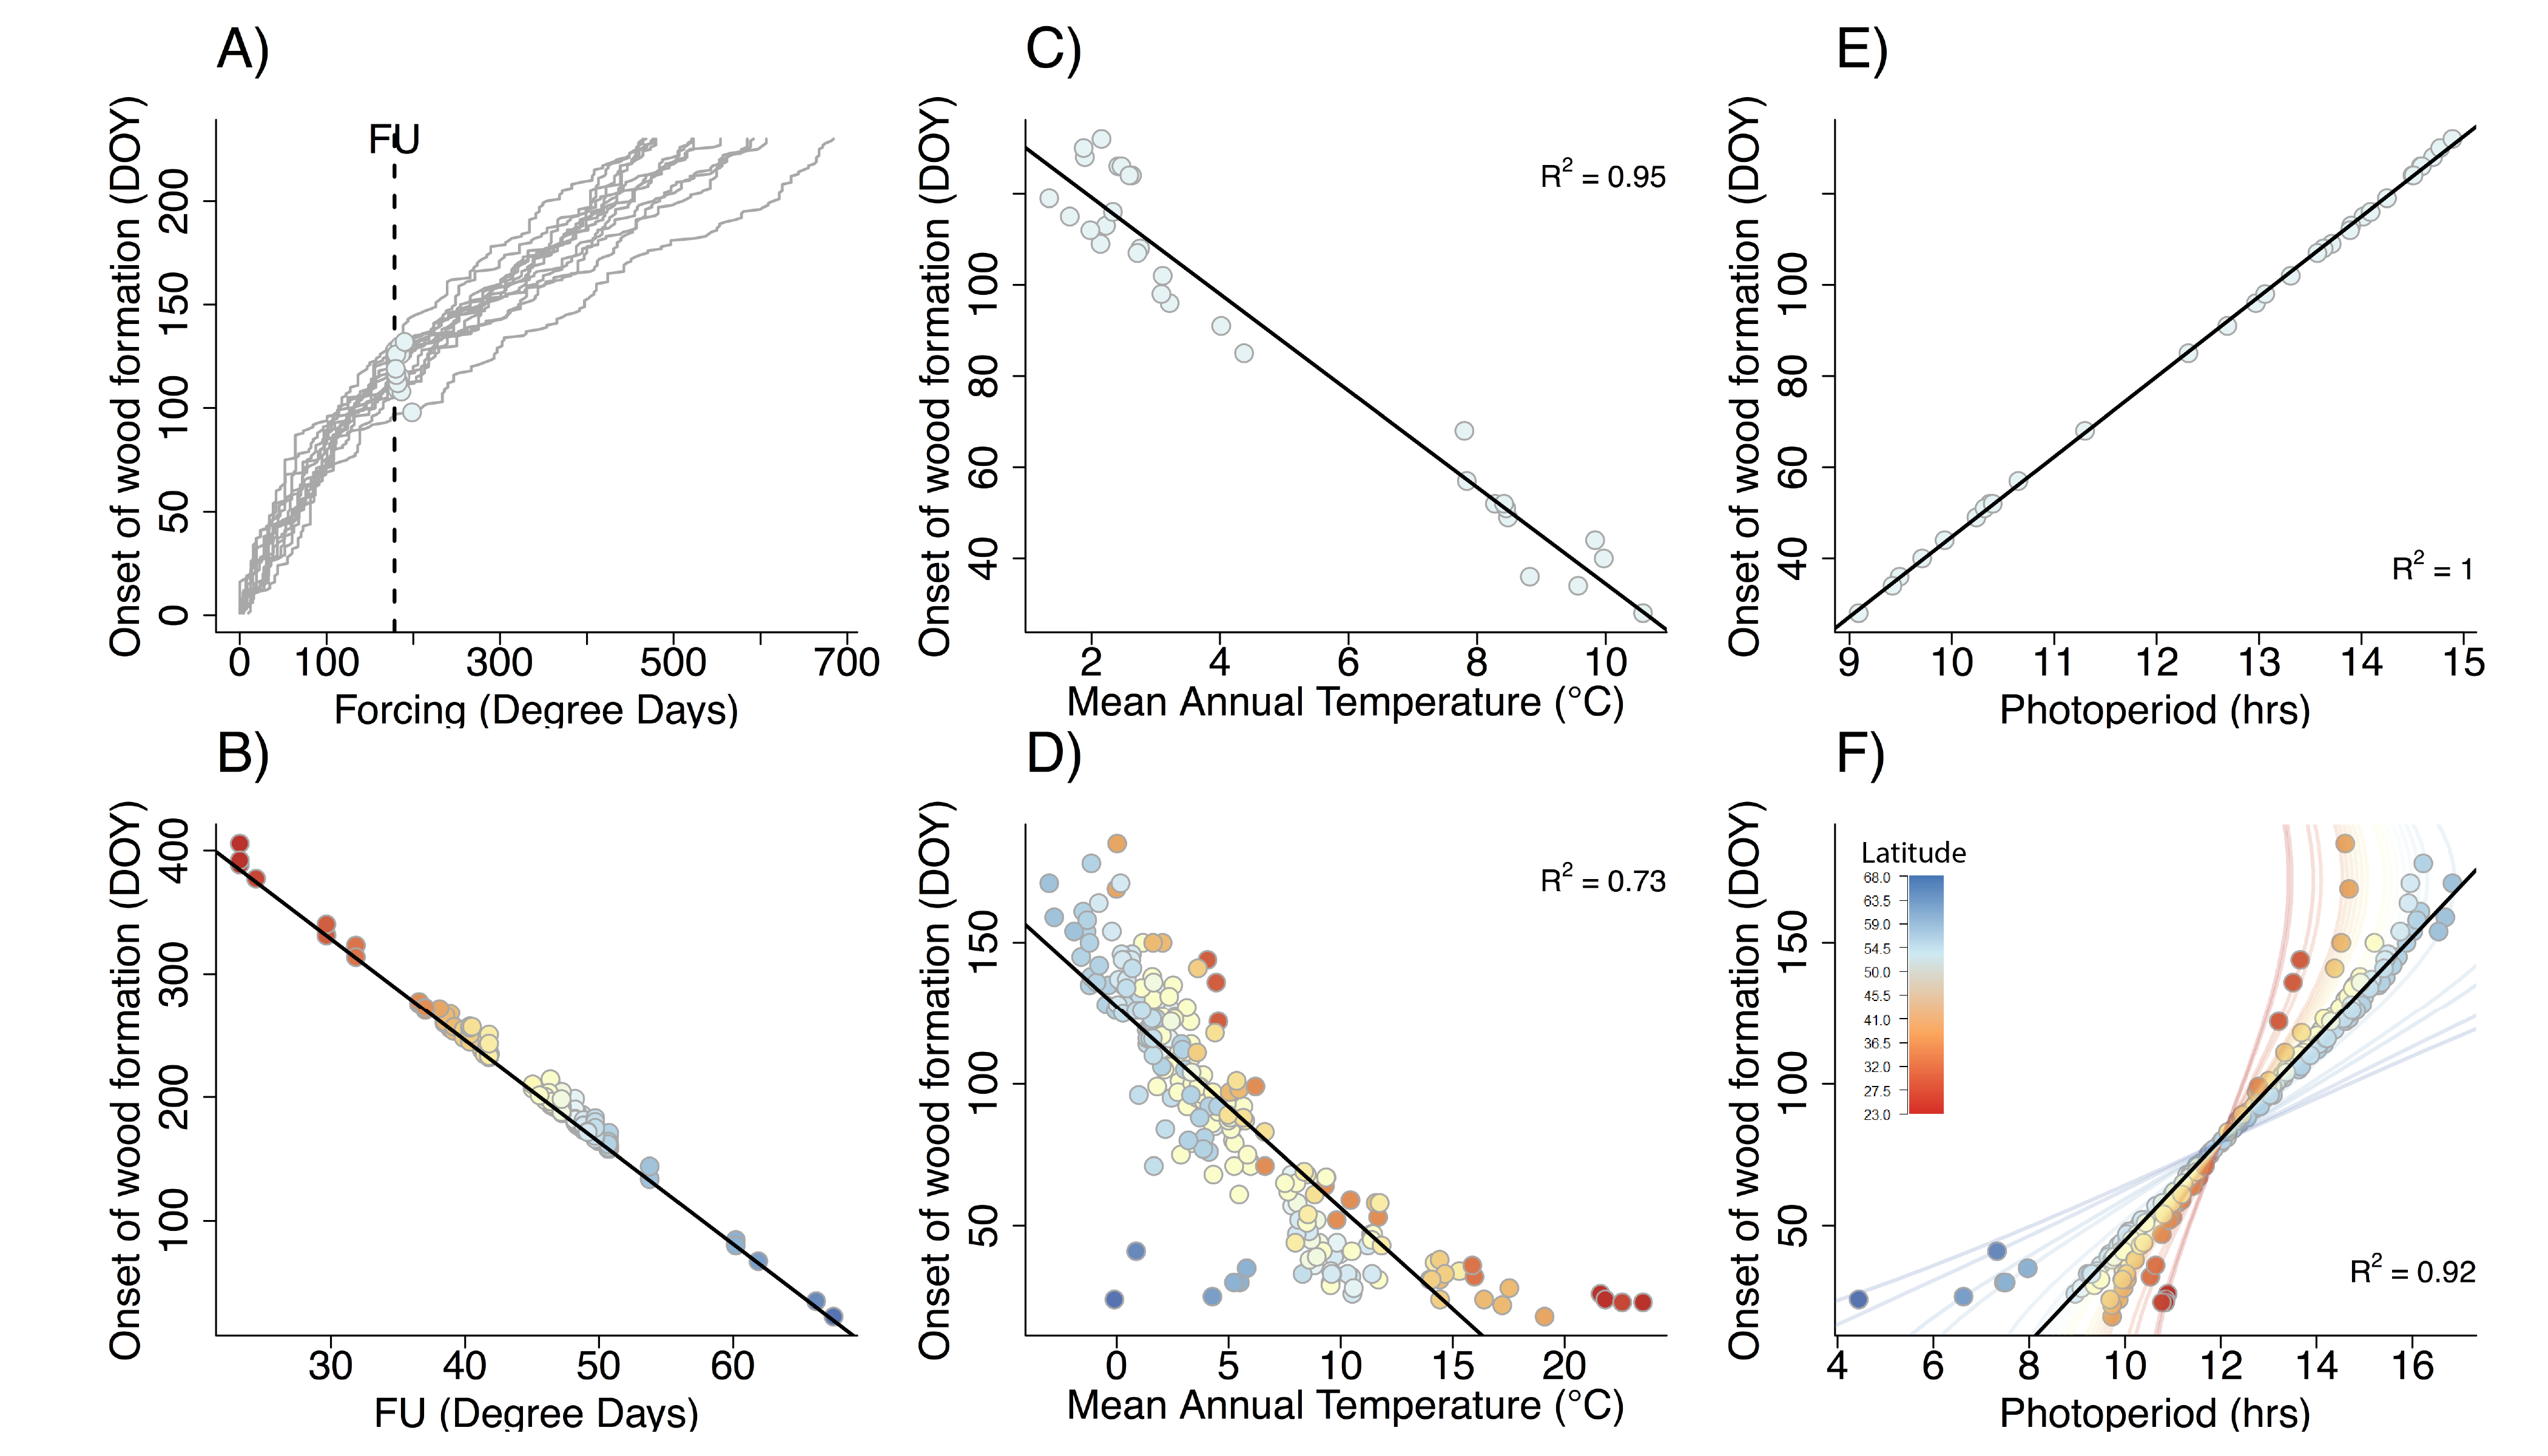 A)
FU
Onset of wood formation (DOY)
0 50 100 150 200
0 100 300 500 700
Forcing (Degree Days)
C)
R² = 0.95
Onset of wood formation (DOY)
40 60 80 100
2 4 6 8 10
Mean Annual Temperature (°C)
E)
R² = 1
Onset of wood formation (DOY)
40 60 80 100
9 10 11 12 13 14 15
Photoperiod (hrs)
B)
Onset of wood formation (DOY)
100 200 300 400
30 40 50 60
FU (Degree Days)
D)
R² = 0.73
Onset of wood formation (DOY)
50 100 150
0 5 10 15 20
Mean Annual Temperature (°C)
F)
Latitude
68.0
63.5
59.0
54.5
50.0
45.5
41.0
36.5
32.0
27.5
23.0
R² = 0.92
Onset of wood formation (DOY)
50 100 150
4 6 8 10 12 14 16
Photoperiod (hrs)